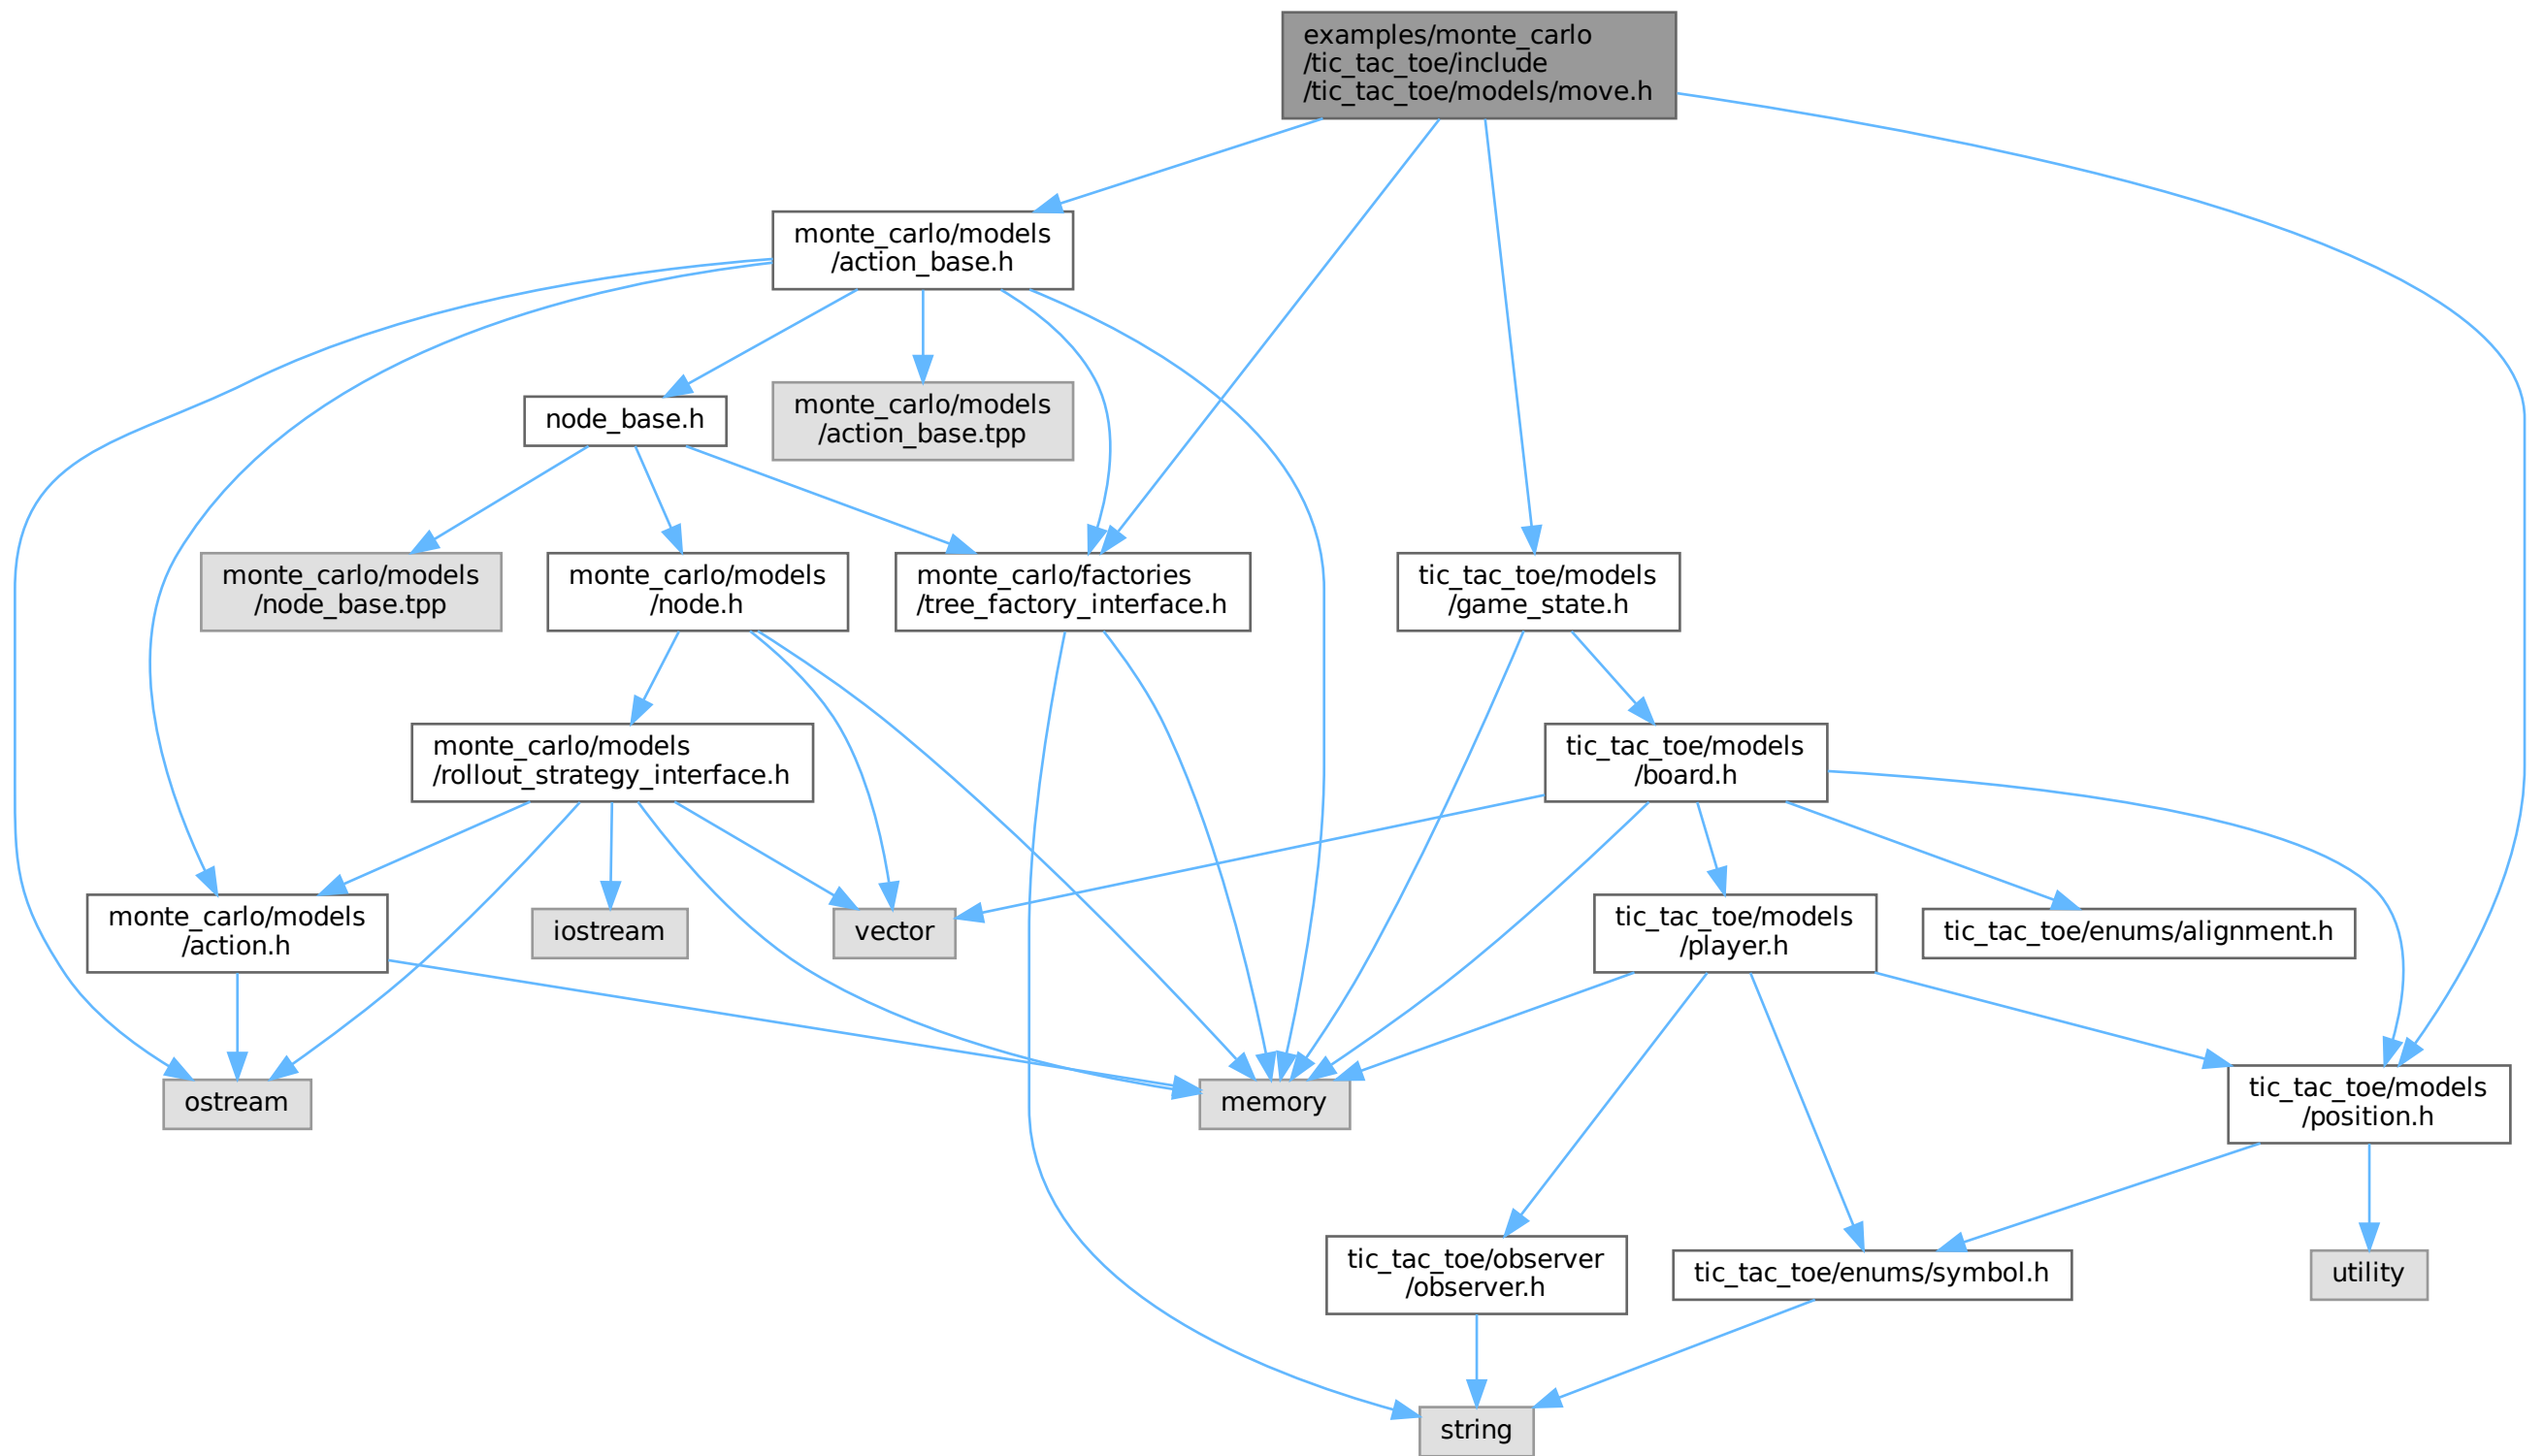 examples/monte_carlo
/tic_tac_toe/include
/tic_tac_toe/models/move.h
monte_carlo/models
/action_base.h
node_base.h
monte_carlo/models
/action_base.tpp
monte_carlo/models
/node_base.tpp
monte_carlo/models
/node.h
monte_carlo/factories
/tree_factory_interface.h
tic_tac_toe/models
/game_state.h
monte_carlo/models
/rollout_strategy_interface.h
tic_tac_toe/models
/board.h
monte_carlo/models
/action.h
iostream
vector
tic_tac_toe/models
/player.h
tic_tac_toe/enums/alignment.h
ostream
memory
tic_tac_toe/models
/position.h
tic_tac_toe/observer
/observer.h
tic_tac_toe/enums/symbol.h
utility
string